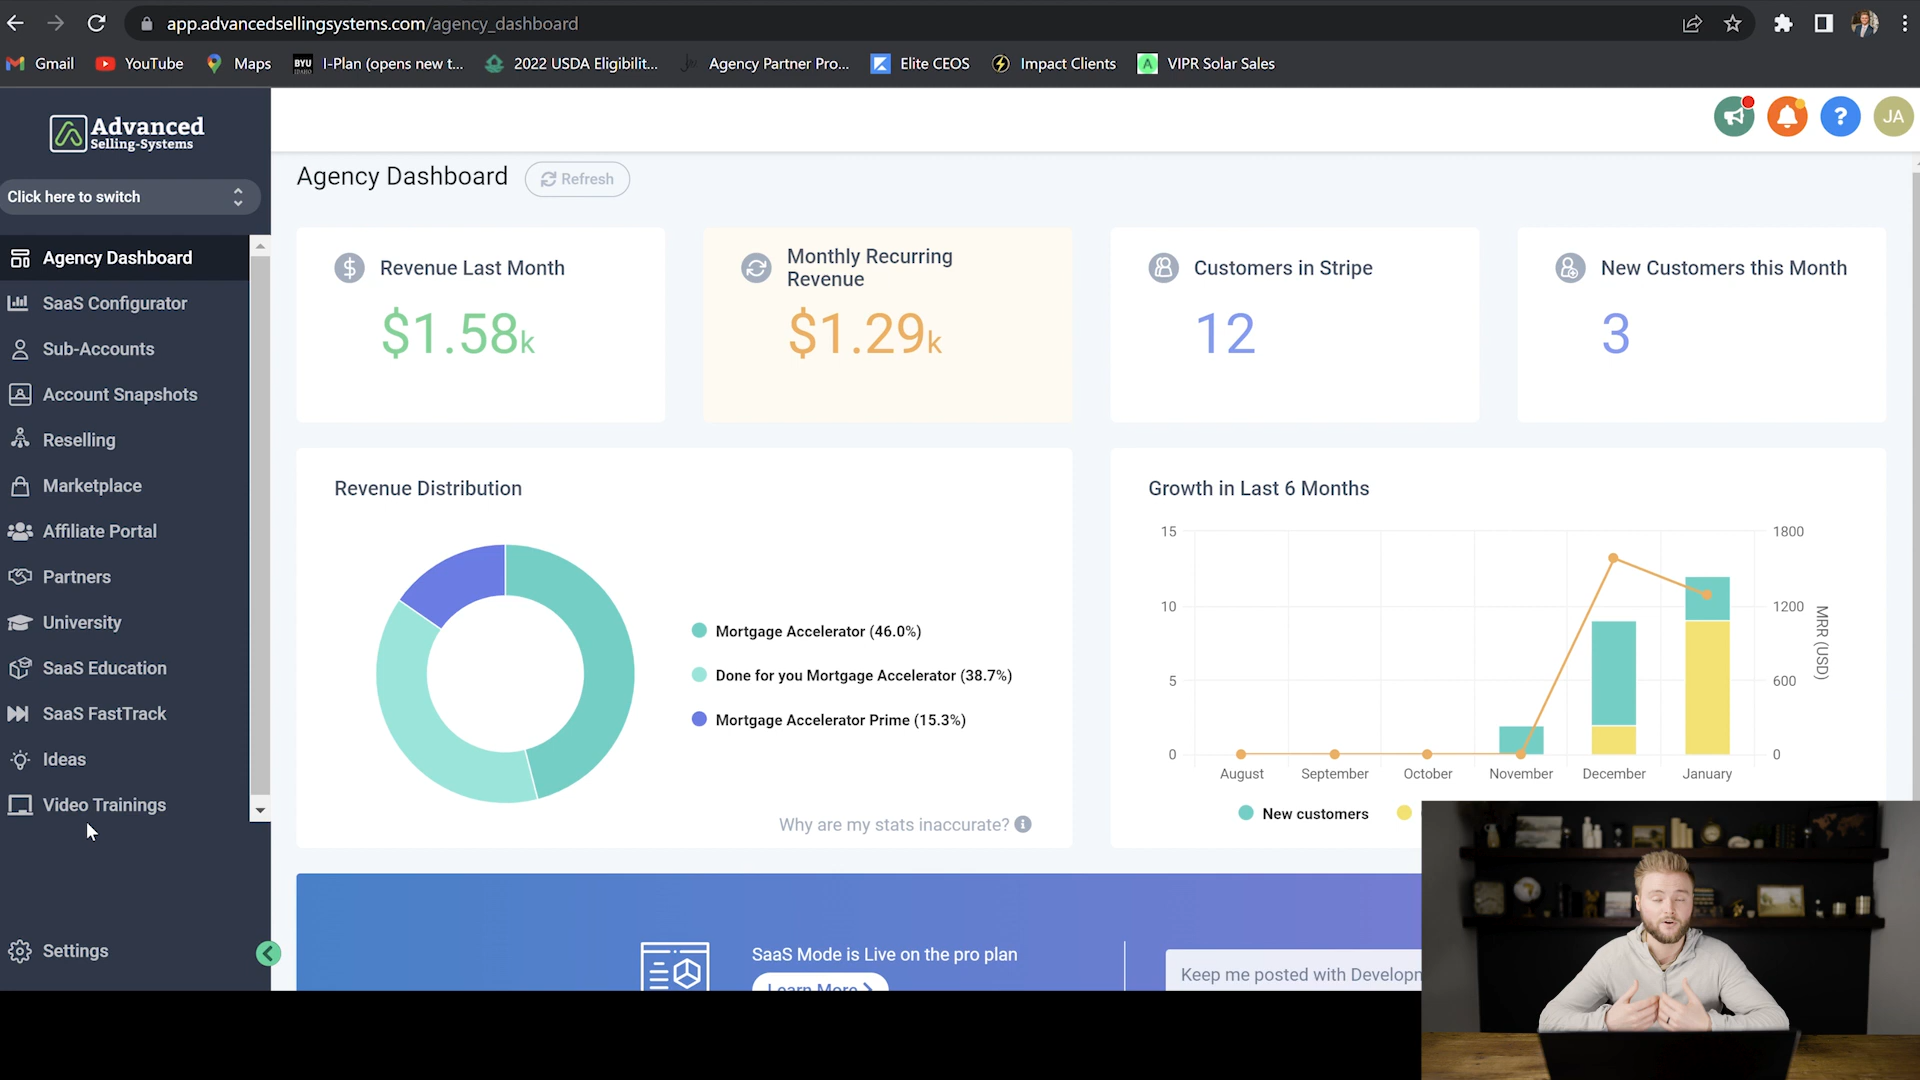 app.advancedsellingsystems.com/agency_dashboard
Gmail
YouTube
Maps
BYU
IDAHO
I-Plan (opens new t...
2022 USDA Eligibilit...
Agency Partner Pro...
Elite CEOS
Impact Clients
A
VIPR Solar Sales
Advanced
Selling-Systems
?
JA
Click here to switch
Agency Dashboard
SaaS Configurator
Sub-Accounts
Account Snapshots
Reselling
Marketplace
Affiliate Portal
Partners
University
SaaS Education
SaaS FastTrack
Ideas
Video Trainings
Settings
Agency Dashboard
Refresh
Revenue Last Month
$1.58k
Monthly Recurring
Revenue
$1.29k
Customers in Stripe
12
New Customers this Month
3
Revenue Distribution
Mortgage Accelerator (46.0%)
Done for you Mortgage Accelerator (38.7%)
Mortgage Accelerator Prime (15.3%)
Why are my stats inaccurate?
Growth in Last 6 Months
15
10
5
0
1800
1200
600
0
MRR (USD)
August
September
October
November
December
January
New customers
SaaS Mode is Live on the pro plan
Learn More
Keep me posted with Developm